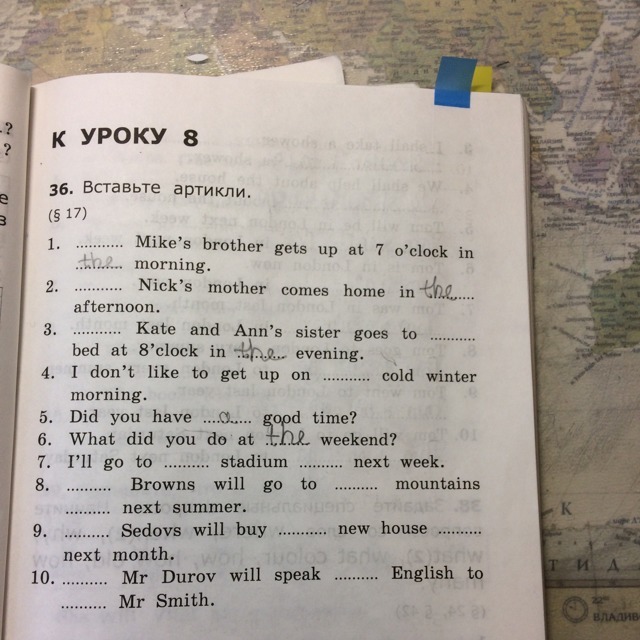 .?
?
е
в
К УРОКУ 8
36. Вставьте артикли.
(§ 17)
1. ........... Mike's brother gets up at 7 o'clock in
the morning.
2. ........... Nick's mother comes home in the
afternoon.
3. ........... Kate and Ann's sister goes to ...........
bed at 8'clock in the evening.
4. I don't like to get up on ........... cold winter
morning.
5. Did you have a good time?
6. What did you do at the weekend?
7. I'll go to ........... stadium ........... next week.
8. ........... Browns will go to ........... mountains
........... next summer.
9. ........... Sedovs will buy ........... new house ...........
next month.
10. ........... Mr Durov will speak ........... English to
........... Mr Smith.
К
Т И Х
ВЛАДИВ